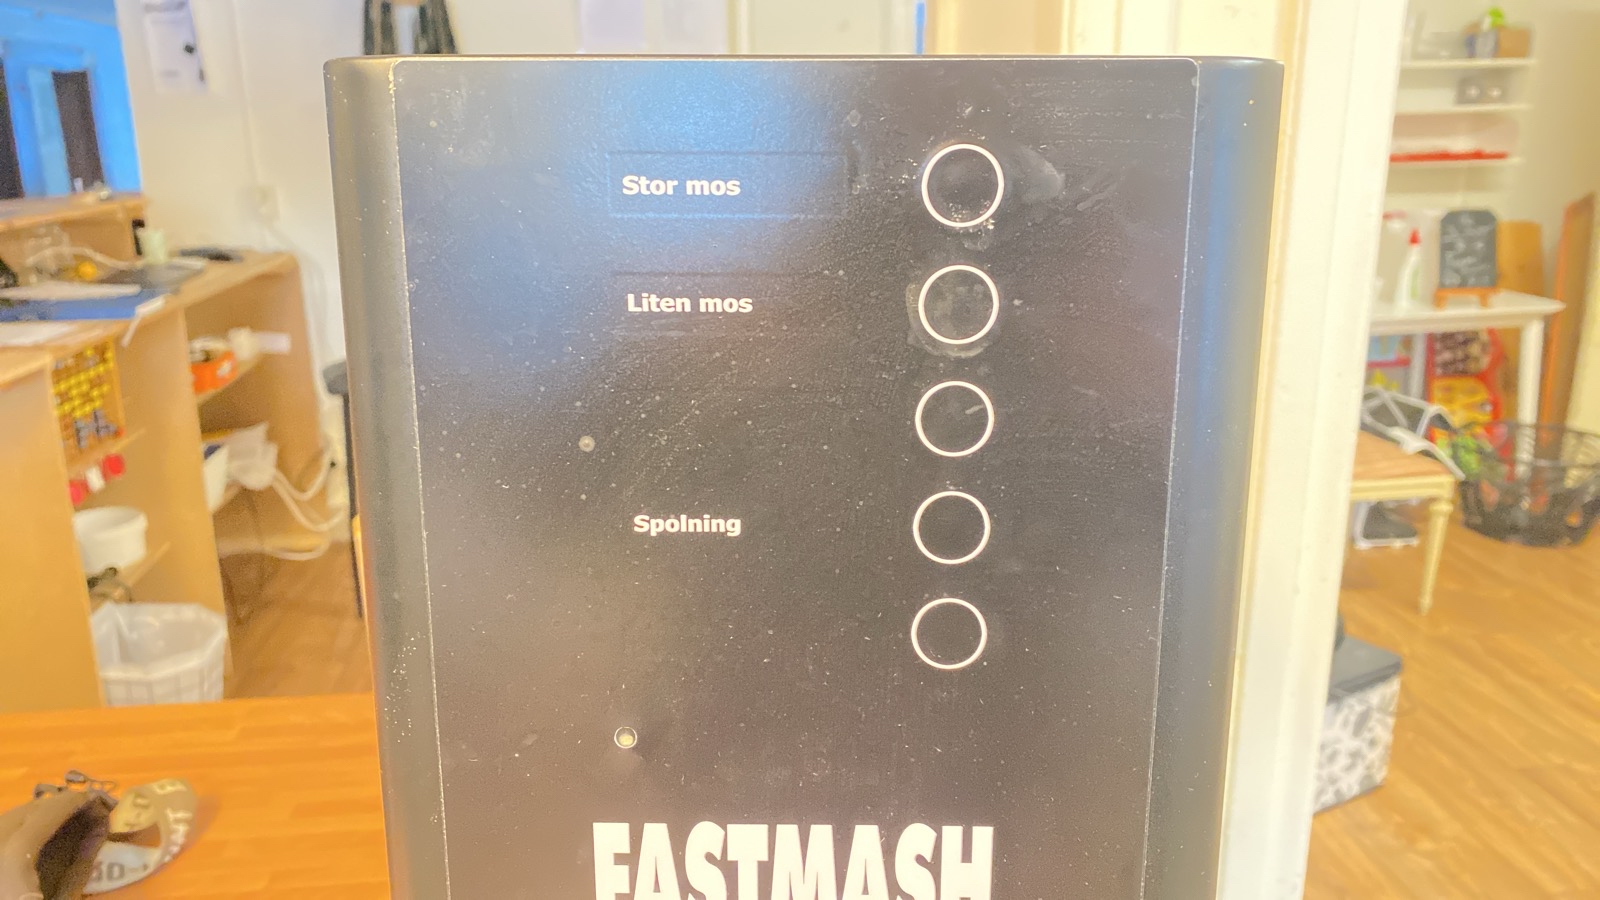 Stor mos
Liten mos
Spolning
FASTMASH